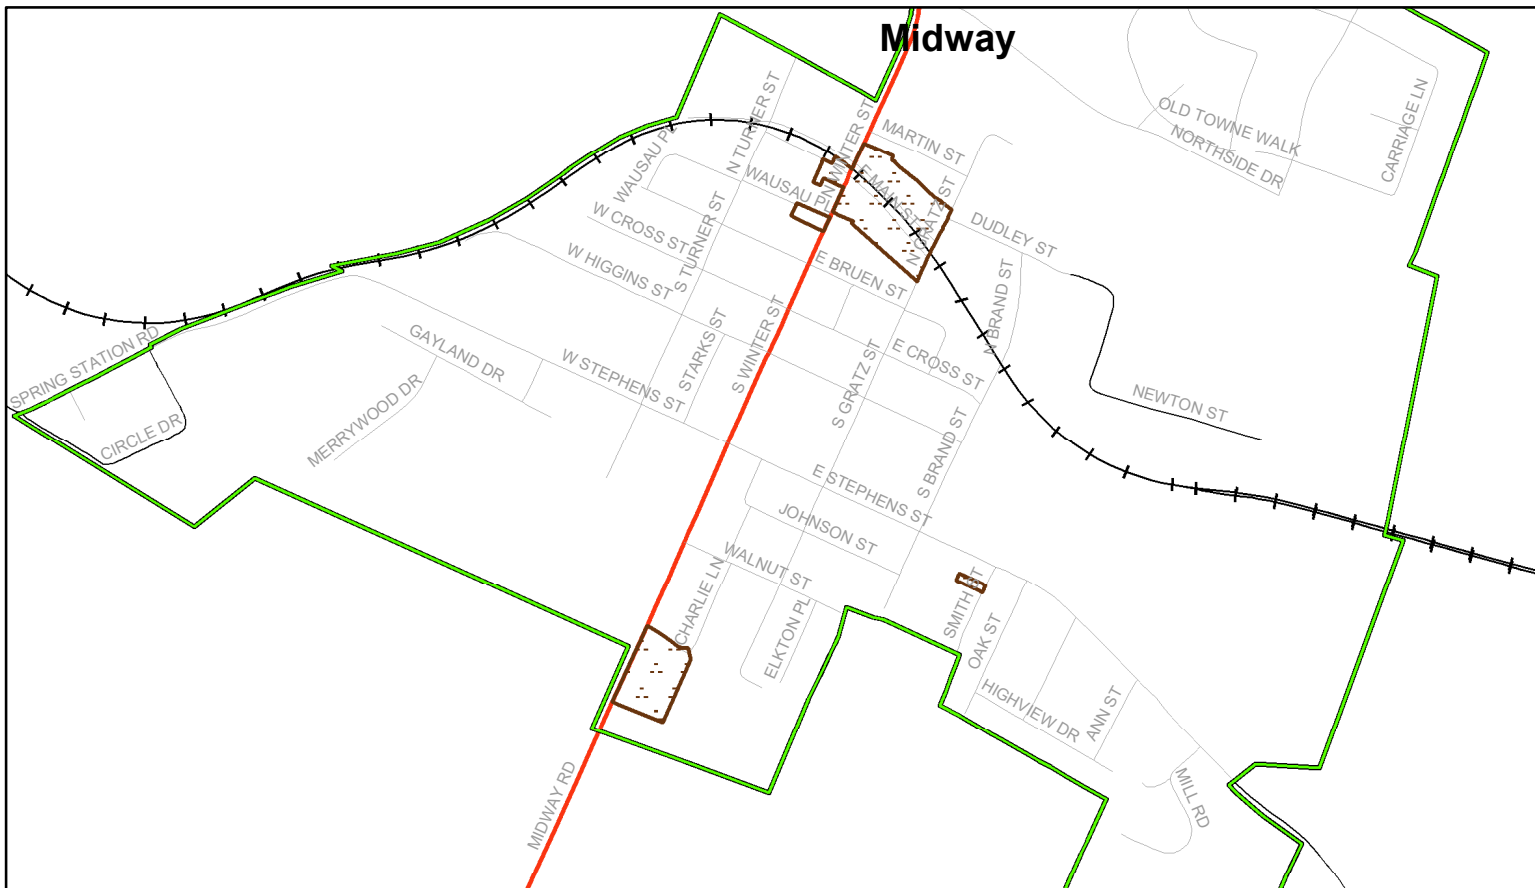 Midway
OLD TOWNE WALK
NORTHSIDE DR
CARRIAGE LN
N TURNER ST
N WINTER ST
MARTIN ST
WAUSAU PL
WAUSAU PL
E MAIN ST
N GRATZ ST
DUDLEY ST
W CROSS ST
S TURNER ST
W HIGGINS ST
E BRUEN ST
N BRAND ST
SPRING STATION RD
GAYLAND DR
W STEPHENS ST
STARKS ST
S WINTER ST
E CROSS ST
S GRATZ ST
NEWTON ST
CIRCLE DR
MERRYWOOD DR
S BRAND ST
E STEPHENS ST
JOHNSON ST
WALNUT ST
CHARLIE LN
ELKTON PL
SMITH ST
OAK ST
HIGHVIEW DR
ANN ST
MILL RD
MIDWAY RD